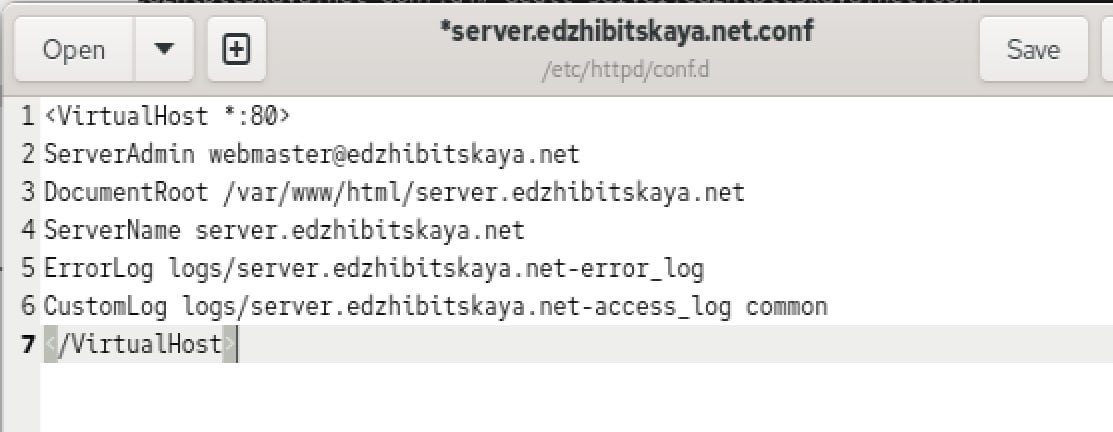 Open
*server.edzhibitskaya.net.conf
/etc/httpd/conf.d
Save
1 <VirtualHost *:80>
2 ServerAdmin webmaster@edzhibitskaya.net
3 DocumentRoot /var/www/html/server.edzhibitskaya.net
4 ServerName server.edzhibitskaya.net
5 ErrorLog logs/server.edzhibitskaya.net-error_log
6 CustomLog logs/server.edzhibitskaya.net-access_log common
7 </VirtualHost>